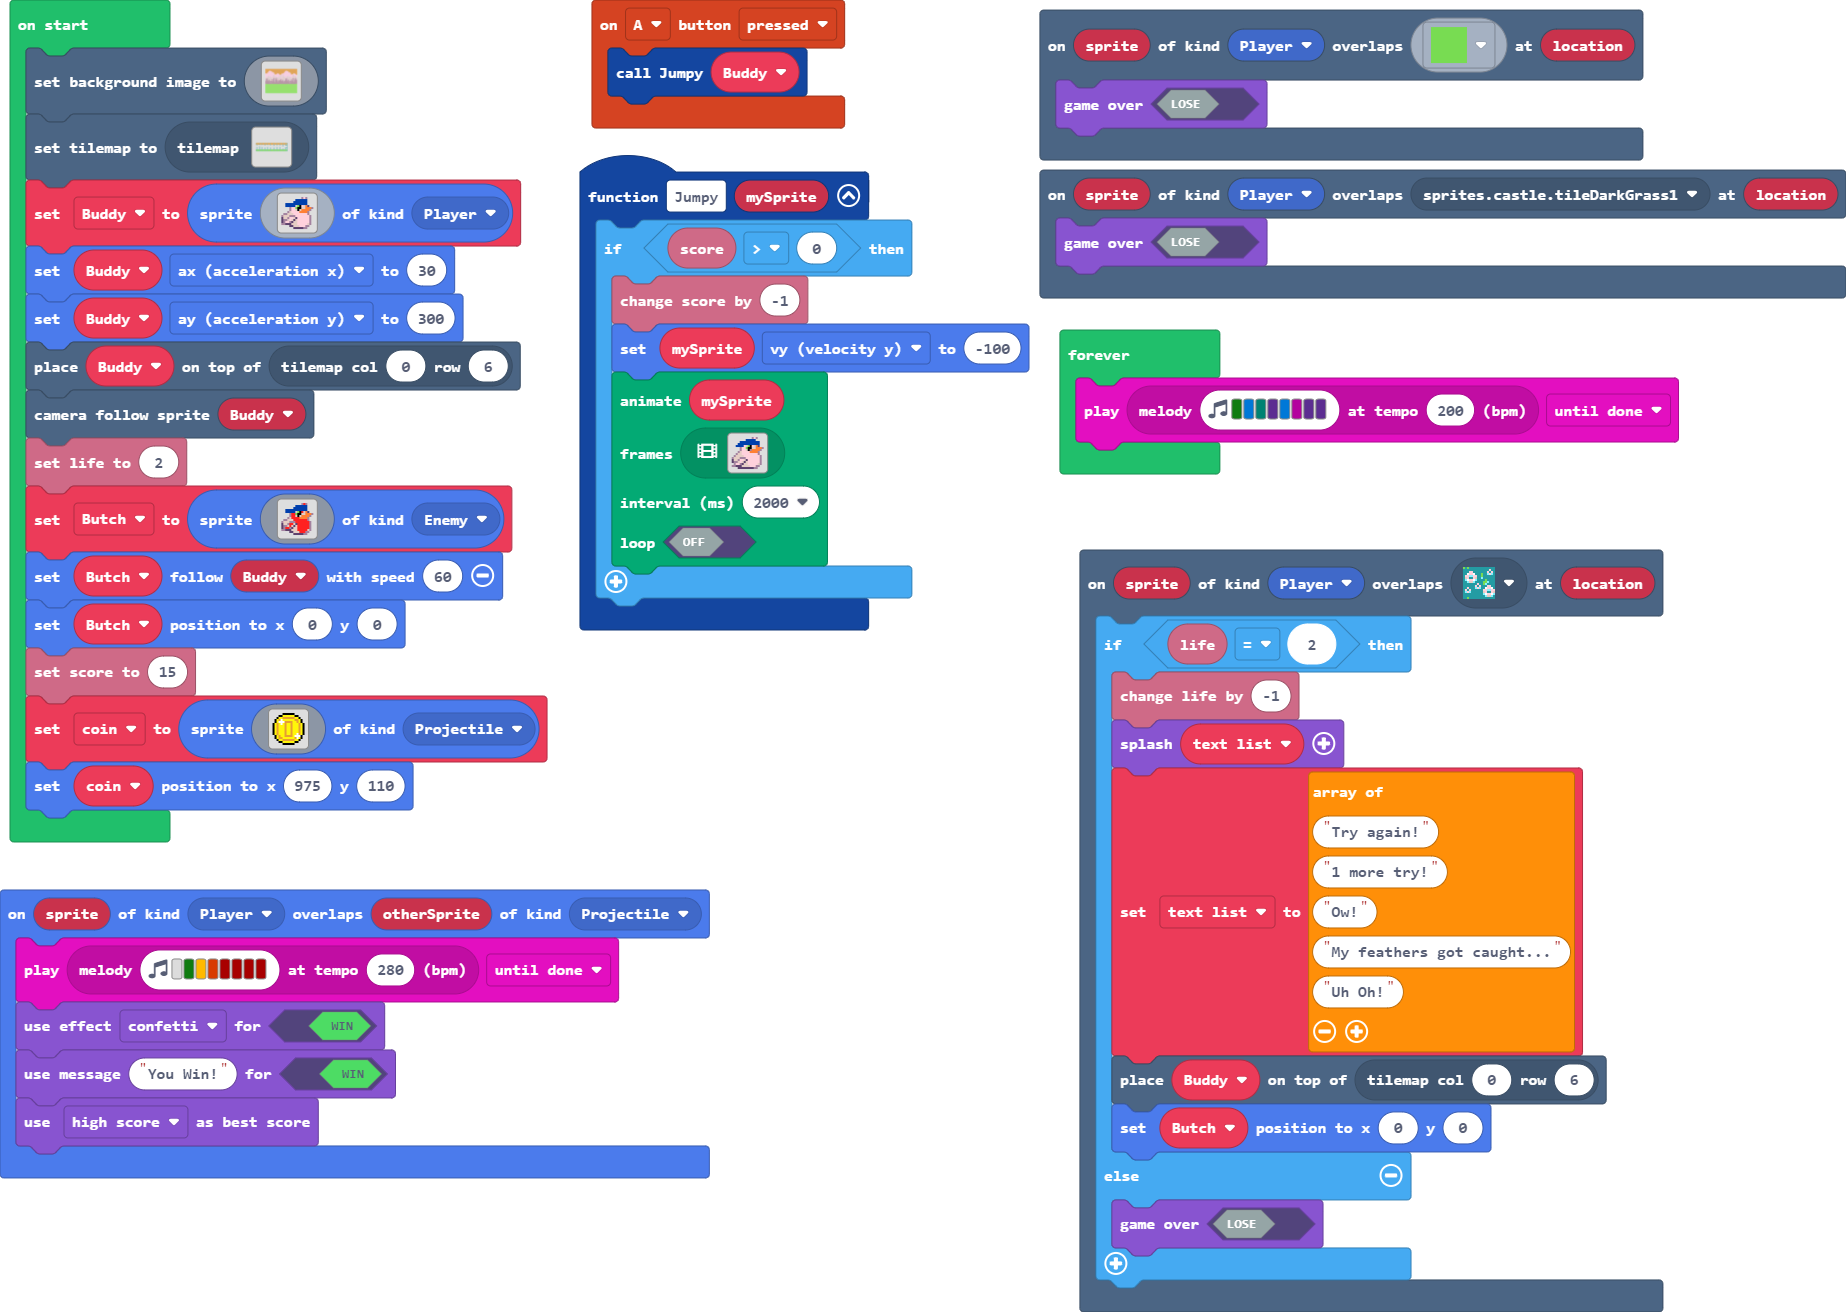 on start
set background image to
set tilemap to tilemap
set Buddy to sprite of kind Player
set Buddy ax (acceleration x) to 30
set Buddy ay (acceleration y) to 300
place Buddy on top of tilemap col 0 row 6
camera follow sprite Buddy
set life to 2
set Butch to sprite of kind Enemy
set Butch follow Buddy with speed 60
set Butch position to x 0 y 0
set score to 15
set coin to sprite of kind Projectile
set coin position to x 975 y 110
on sprite of kind Player overlaps otherSprite of kind Projectile
play melody at tempo 280 (bpm) until done
use effect confetti for WIN
use message "You Win!" for WIN
use high score as best score
on A button pressed
call Jumpy Buddy
function Jumpy mySprite
if score > 0 then
change score by -1
set mySprite vy (velocity y) to -100
animate mySprite
frames
interval (ms) 2000
loop OFF
on sprite of kind Player overlaps at location
game over LOSE
on sprite of kind Player overlaps sprites.castle.tileDarkGrass1 at location
game over LOSE
forever
play melody at tempo 200 (bpm) until done
on sprite of kind Player overlaps at location
if life = 2 then
change life by -1
splash text list
set text list to array of
"Try again!"
"1 more try!"
"Ow!"
"My feathers got caught..."
"Uh Oh!"
place Buddy on top of tilemap col 0 row 6
set Butch position to x 0 y 0
else
game over LOSE